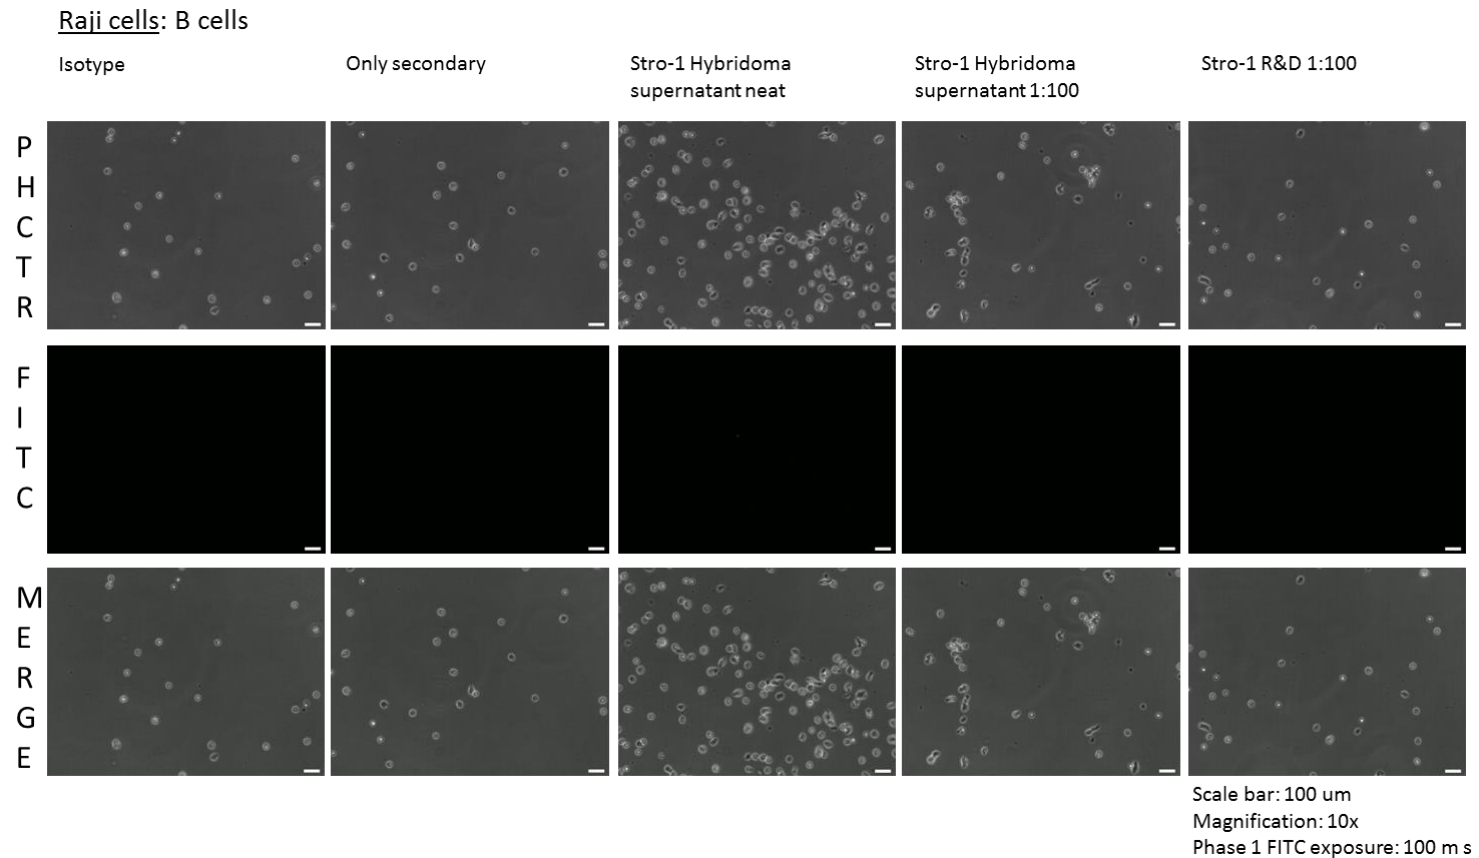 Raji cells: B cells
Isotype
Only secondary
Stro-1 Hybridoma
supernatant neat
Stro-1 Hybridoma
supernatant 1:100
Stro-1 R&D 1:100
P
H
C
T
R
F
I
T
C
M
E
R
G
E
Scale bar: 100 um
Magnification: 10x
Phase 1 FITC exposure: 100 m s